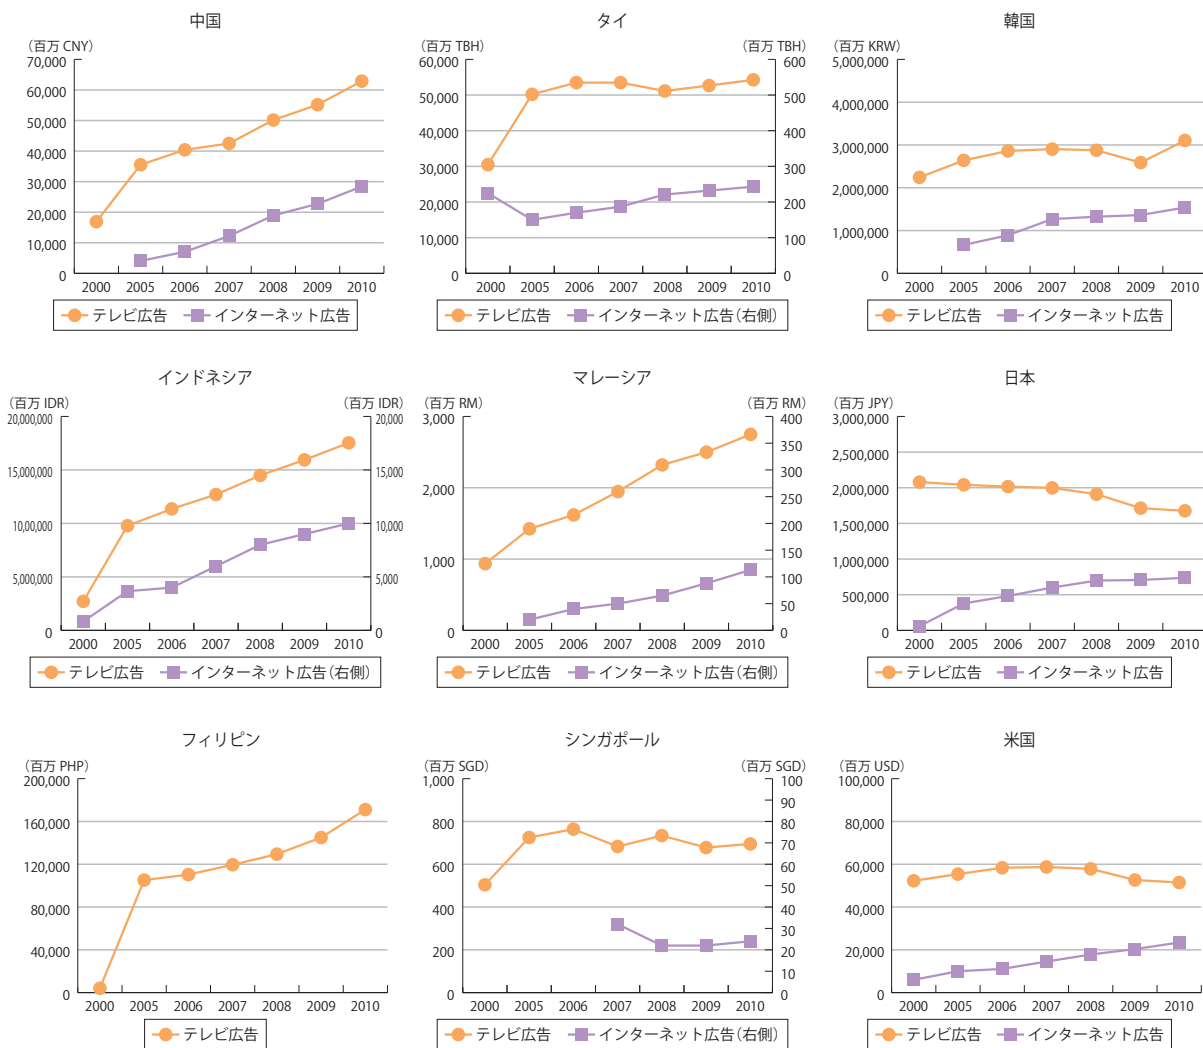 中国
（百万 CNY）
70,000
60,000
50,000
40,000
30,000
20,000
10,000
0
2000 2005 2006 2007 2008 2009 2010
テレビ広告 インターネット広告
タイ
（百万 TBH） （百万 TBH）
60,000 600
50,000 500
40,000 400
30,000 300
20,000 200
10,000 100
0 0
2000 2005 2006 2007 2008 2009 2010
テレビ広告 インターネット広告（右側）
韓国
（百万 KRW）
5,000,000
4,000,000
3,000,000
2,000,000
1,000,000
0
2000 2005 2006 2007 2008 2009 2010
テレビ広告 インターネット広告
インドネシア
（百万 IDR） （百万 IDR）
20,000,000 20,000
15,000,000 15,000
10,00,000 10,000
5,000,000 5,000
0 0
2000 2005 2006 2007 2008 2009 2010
テレビ広告 インターネット広告（右側）
マレーシア
（百万 RM） （百万 RM）
3,000 400
350
300
2,000 250
200
1,000 150
100
50
0 0
2000 2005 2006 2007 2008 2009 2010
テレビ広告 インターネット広告（右側）
日本
（百万 JPY）
3,000,000
2,500,000
2,000,000
1,500,000
1,000,000
500,000
0
2000 2005 2006 2007 2008 2009 2010
テレビ広告 インターネット広告
フィリピン
（百万 PHP）
200,000
160,000
120,000
80,000
40,000
0
2000 2005 2006 2007 2008 2009 2010
テレビ広告
シンガポール
（百万 SGD） （百万 SGD）
1,000 100
90
800 80
70
600 60
50
400 40
30
200 20
10
0 0
2000 2005 2006 2007 2008 2009 2010
テレビ広告 インターネット広告（右側）
米国
（百万 USD）
100,000
80,000
60,000
40,000
20,000
0
2000 2005 2006 2007 2008 2009 2010
テレビ広告 インターネット広告